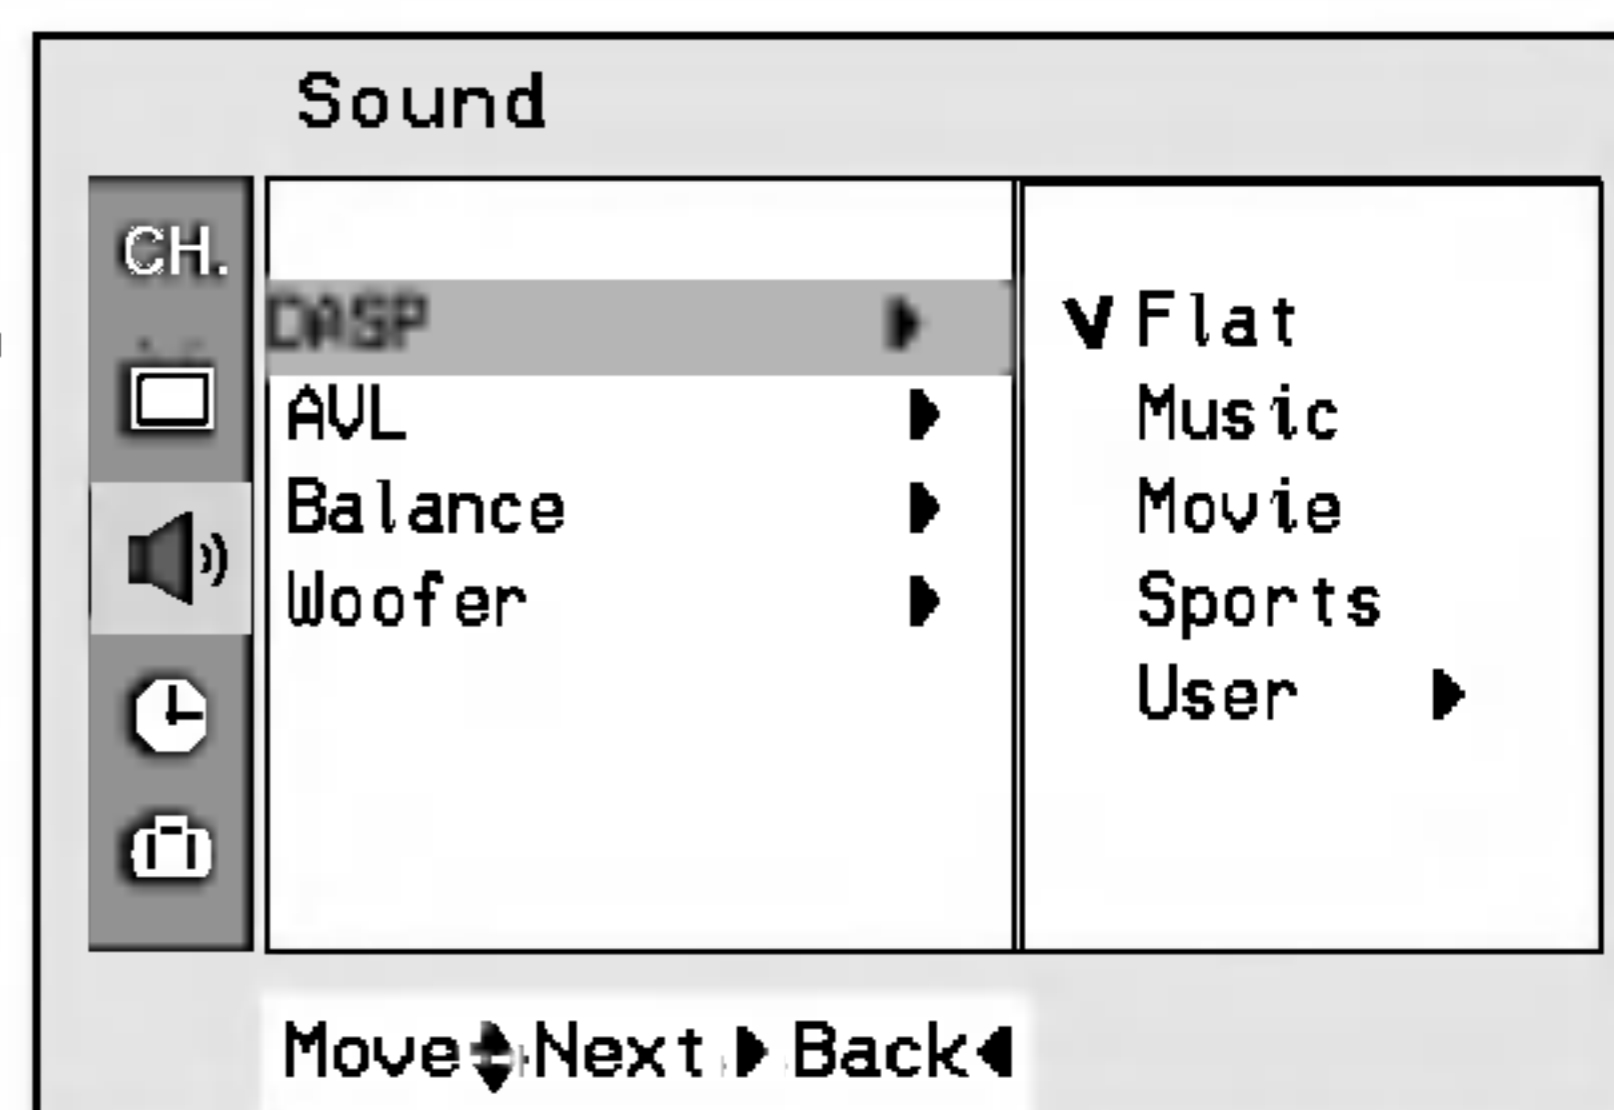 Sound
CH.
DASP ▶
AVL ▶
Balance ▶
Woofer ▶
V Flat
Music
Movie
Sports
User ▶
Move ▲▼ Next ▶ Back ◀